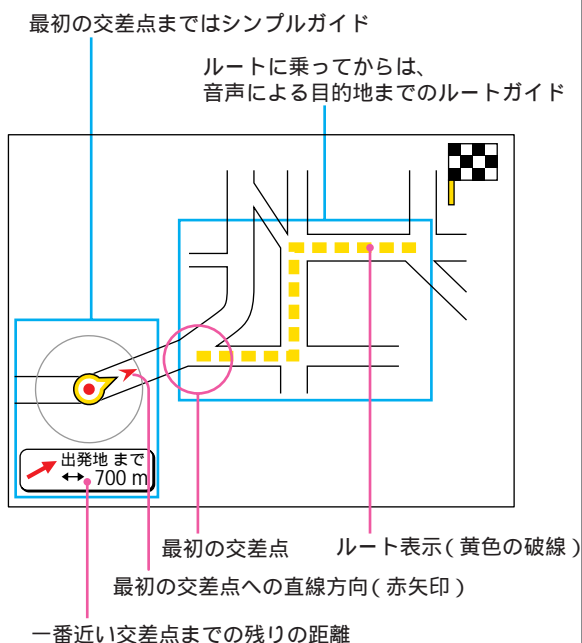 最初の交差点まではシンプルガイド
ルートに乗ってからは、
音声による目的地までのルートガイド
出発地 まで
700 m
最初の交差点
ルート表示(黄色の破線)
最初の交差点への直線方向(赤矢印)
一番近い交差点までの残りの距離